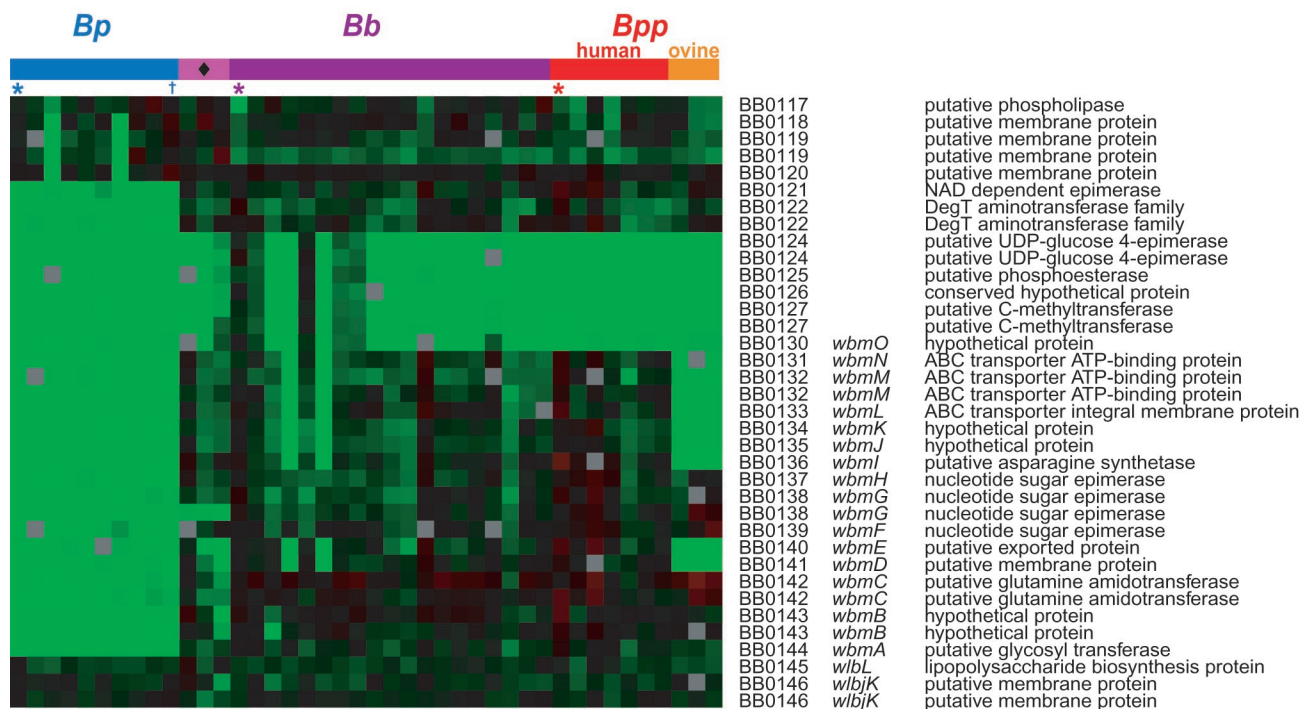 Bp Bb Bpp
human ovine
♦
* † * *
BB0117 putative phospholipase
BB0118 putative membrane protein
BB0119 putative membrane protein
BB0119 putative membrane protein
BB0120 putative membrane protein
BB0121 NAD dependent epimerase
BB0122 DegT aminotransferase family
BB0122 DegT aminotransferase family
BB0124 putative UDP-glucose 4-epimerase
BB0124 putative UDP-glucose 4-epimerase
BB0125 putative phosphoesterase
BB0126 conserved hypothetical protein
BB0127 putative C-methyltransferase
BB0127 putative C-methyltransferase
BB0130 wbmO hypothetical protein
BB0131 wbmN ABC transporter ATP-binding protein
BB0132 wbmM ABC transporter ATP-binding protein
BB0132 wbmM ABC transporter ATP-binding protein
BB0133 wbmL ABC transporter integral membrane protein
BB0134 wbmK hypothetical protein
BB0135 wbmJ hypothetical protein
BB0136 wbmI putative asparagine synthetase
BB0137 wbmH nucleotide sugar epimerase
BB0138 wbmG nucleotide sugar epimerase
BB0138 wbmG nucleotide sugar epimerase
BB0139 wbmF nucleotide sugar epimerase
BB0140 wbmE putative exported protein
BB0141 wbmD putative membrane protein
BB0142 wbmC putative glutamine amidotransferase
BB0142 wbmC putative glutamine amidotransferase
BB0143 wbmB hypothetical protein
BB0143 wbmB hypothetical protein
BB0144 wbmA putative glycosyl transferase
BB0145 wlbL lipopolysaccharide biosynthesis protein
BB0146 wlbjK putative membrane protein
BB0146 wlbjK putative membrane protein